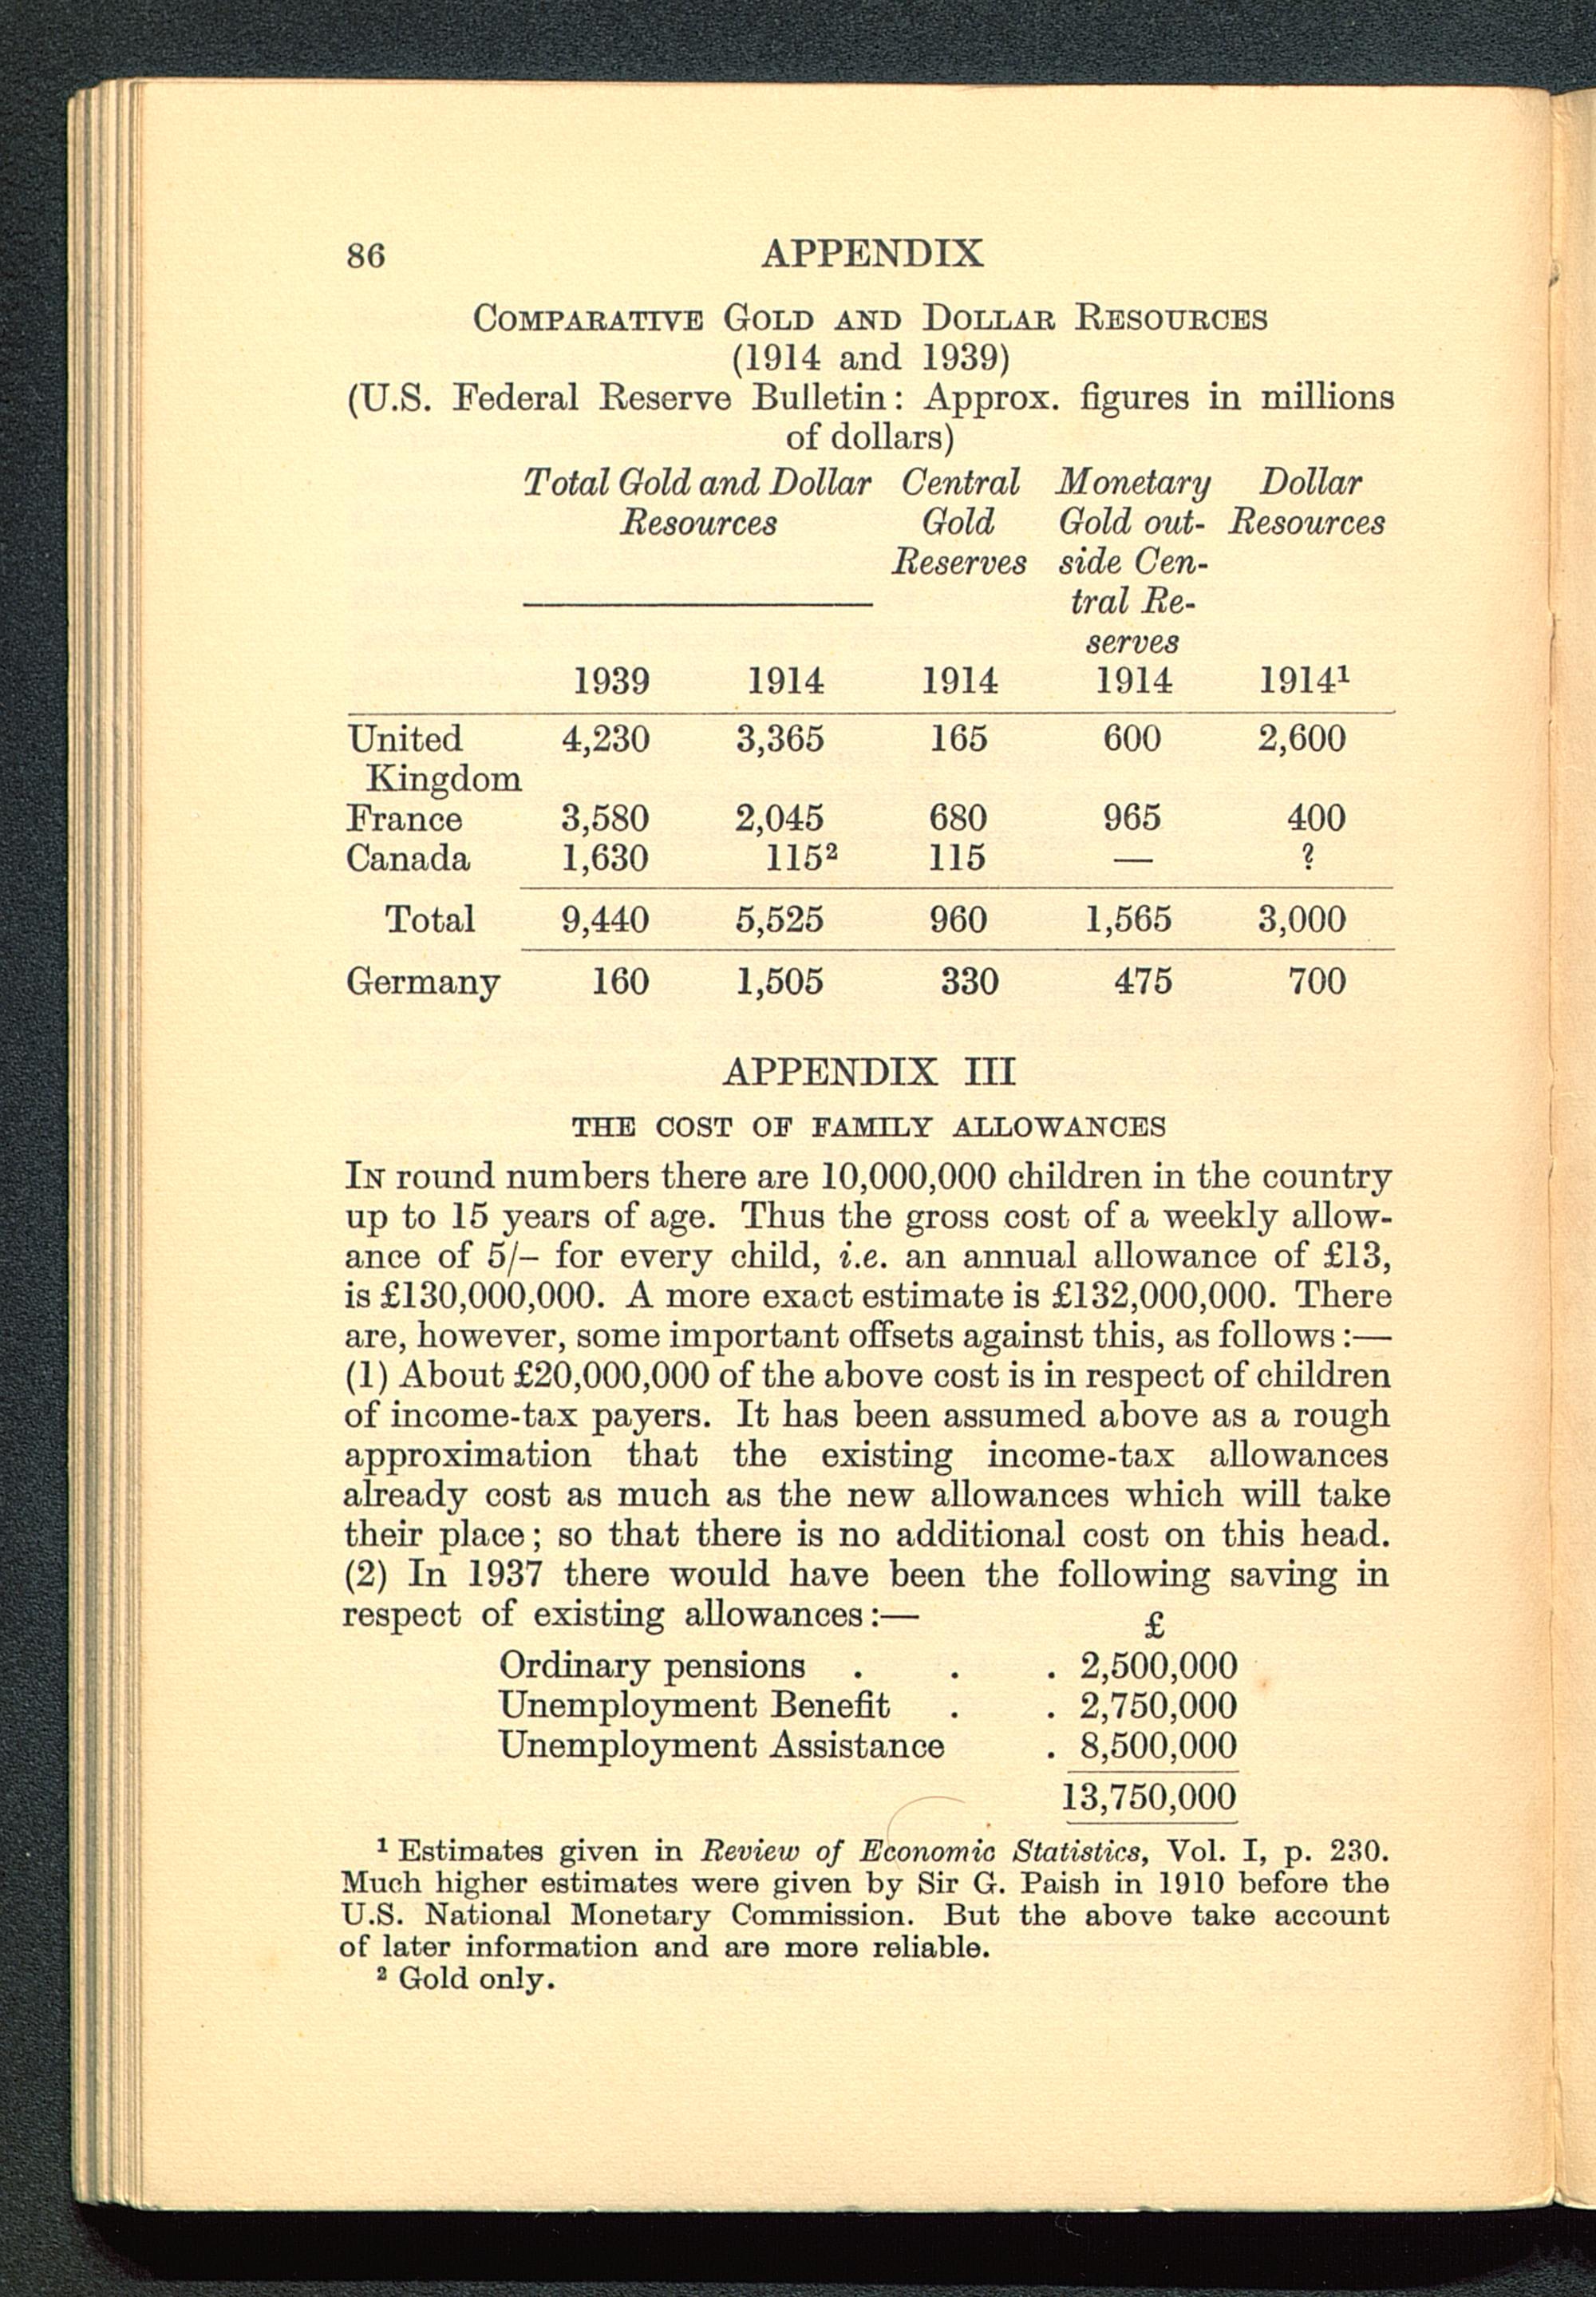 86 APPENDIX
COMPARATIVE GOLD AND DOLLAR RESOURCES
(1914 and 1939)
(U.S. Federal Reserve Bulletin: Approx. figures in millions
of dollars)
Total Gold and Dollar Central Monetary Dollar
Resources Gold Gold out- Resources
Reserves side Cen-
tral Re-
serves
1939 1914 1914 1914 1914¹
United 4,230 3,365 165 600 2,600
Kingdom
France 3,580 2,045 680 965 400
Canada 1,630 115² 115 — ?
Total 9,440 5,525 960 1,565 3,000
Germany 160 1,505 330 475 700
APPENDIX III
THE COST OF FAMILY ALLOWANCES
IN round numbers there are 10,000,000 children in the country
up to 15 years of age. Thus the gross cost of a weekly allow-
ance of 5/– for every child, i.e. an annual allowance of £13,
is £130,000,000. A more exact estimate is £132,000,000. There
are, however, some important offsets against this, as follows:—
(1) About £20,000,000 of the above cost is in respect of children
of income-tax payers. It has been assumed above as a rough
approximation that the existing income-tax allowances
already cost as much as the new allowances which will take
their place; so that there is no additional cost on this head.
(2) In 1937 there would have been the following saving in
respect of existing allowances:— £
Ordinary pensions . . . 2,500,000
Unemployment Benefit . . 2,750,000
Unemployment Assistance . 8,500,000
13,750,000
¹ Estimates given in Review of Economic Statistics, Vol. I, p. 230.
Much higher estimates were given by Sir G. Paish in 1910 before the
U.S. National Monetary Commission. But the above take account
of later information and are more reliable.
² Gold only.